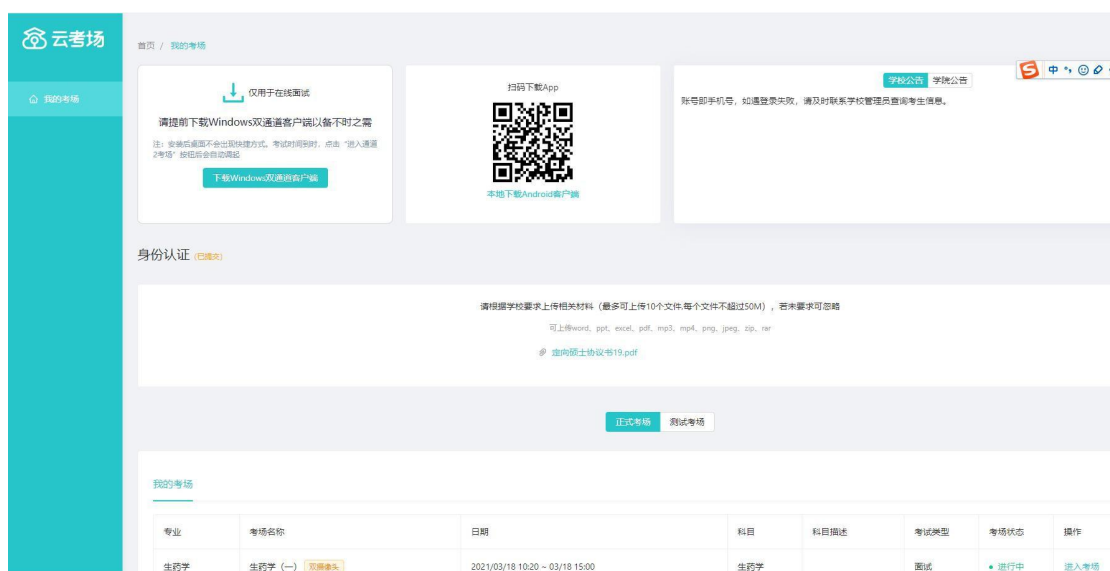 云考场
首页 / 我的考场
我的考场
仅用于在线面试
请提前下载Windows双通道客户端以备不时之需
注：安装后桌面不会出现快捷方式。考试时间到时，点击“进入通道
2考场”按钮后会自动调起
下载Windows双通道客户端
扫码下载App
本地下载Android客户端
学校公告 学院公告
账号即手机号，如遇登录失败，请及时联系学校管理员查询考生信息。
中
身份认证 (已提交)
请根据学校要求上传相关材料（最多可上传10个文件,每个文件不超过50M），若未要求可忽略
可上传word、ppt、excel、pdf、mp3、mp4、png、jpeg、zip、rar
定向硕士协议书19.pdf
正式考场 测试考场
我的考场
专业 考场名称 日期 科目 科目描述 考试类型 考场状态 操作
生药学 生药学（一） 双摄像头 2021/03/18 10:20 ~ 03/18 15:00 生药学 面试 进行中 进入考场